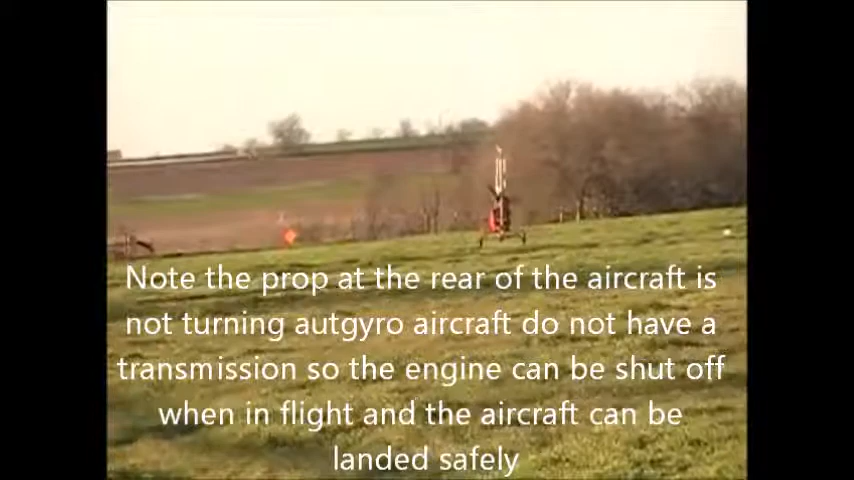 Note the prop at the rear of the aircraft is
not turning autgyro aircraft do not have a
transmission so the engine can be shut off
when in flight and the aircraft can be
landed safely